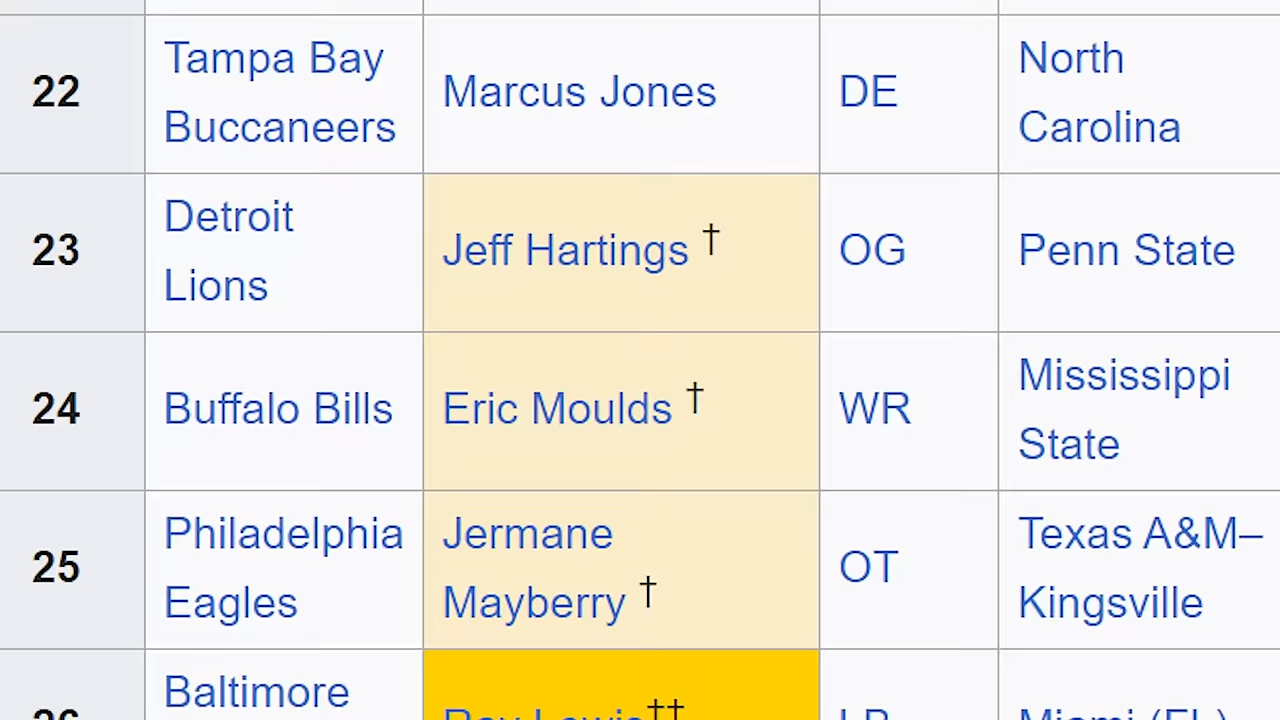 22
Tampa Bay
Buccaneers
Marcus Jones
DE
North
Carolina
23
Detroit
Lions
Jeff Hartings †
OG
Penn State
24
Buffalo Bills
Eric Moulds †
WR
Mississippi
State
25
Philadelphia
Eagles
Jermane
Mayberry †
OT
Texas A&M–
Kingsville
26
Baltimore
Ray Lewis††
LB
Miami (FL)